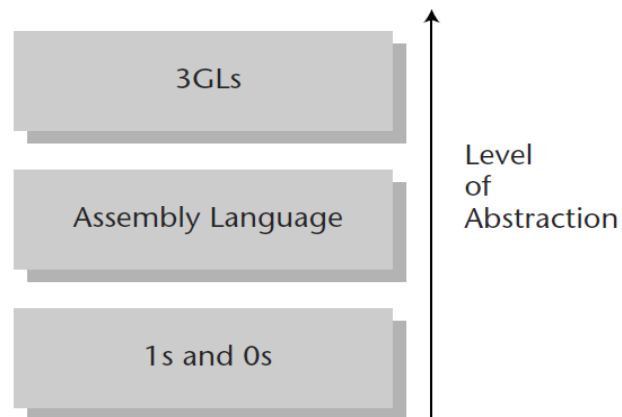 3GLs
Assembly Language
1s and 0s
Level
of
Abstraction